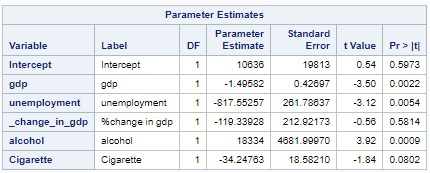 Parameter Estimates
Variable Label DF Parameter Estimate Standard Error t Value Pr > |t|
Intercept Intercept 1 10636 19813 0.54 0.5973
gdp gdp 1 -1.49582 0.42697 -3.50 0.0022
unemployment unemployment 1 -817.55257 261.78637 -3.12 0.0054
_change_in_gdp %change in gdp 1 -119.33928 212.92173 -0.56 0.5814
alcohol alcohol 1 18334 4681.99970 3.92 0.0009
Cigarette Cigarette 1 -34.24763 18.58210 -1.84 0.0802